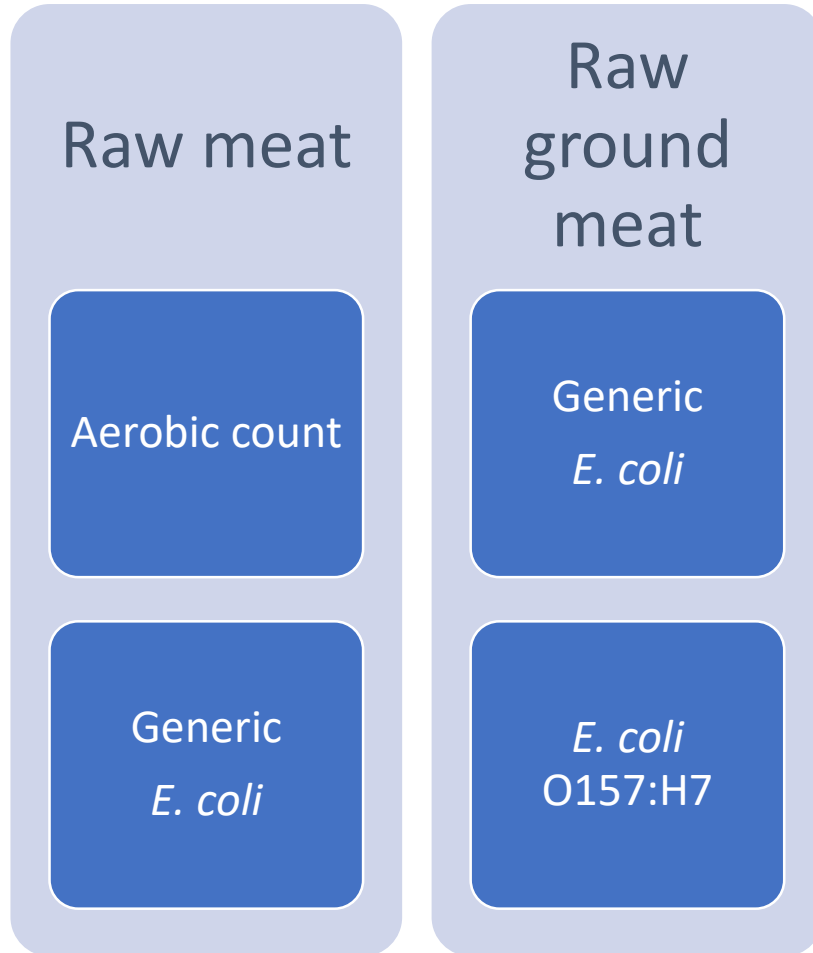 Raw meat
Aerobic count
Generic
E. coli
Raw
ground
meat
Generic
E. coli
E. coli
O157:H7